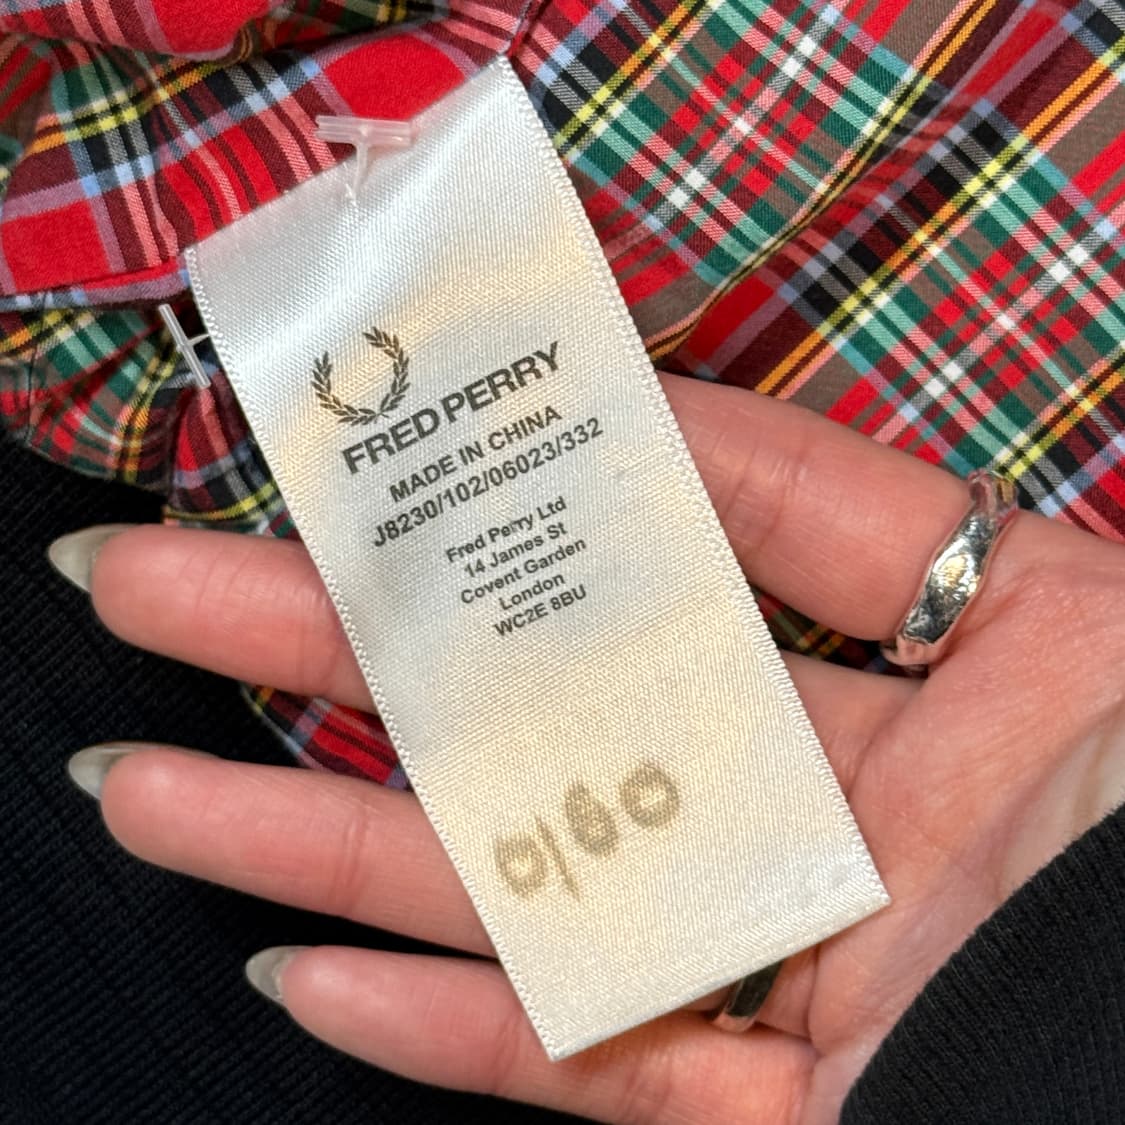 FRED PERRY
MADE IN CHINA
J8230/102/06023/332
Fred Perry Ltd
14 James St
Covent Garden
London
WC2E 8BU